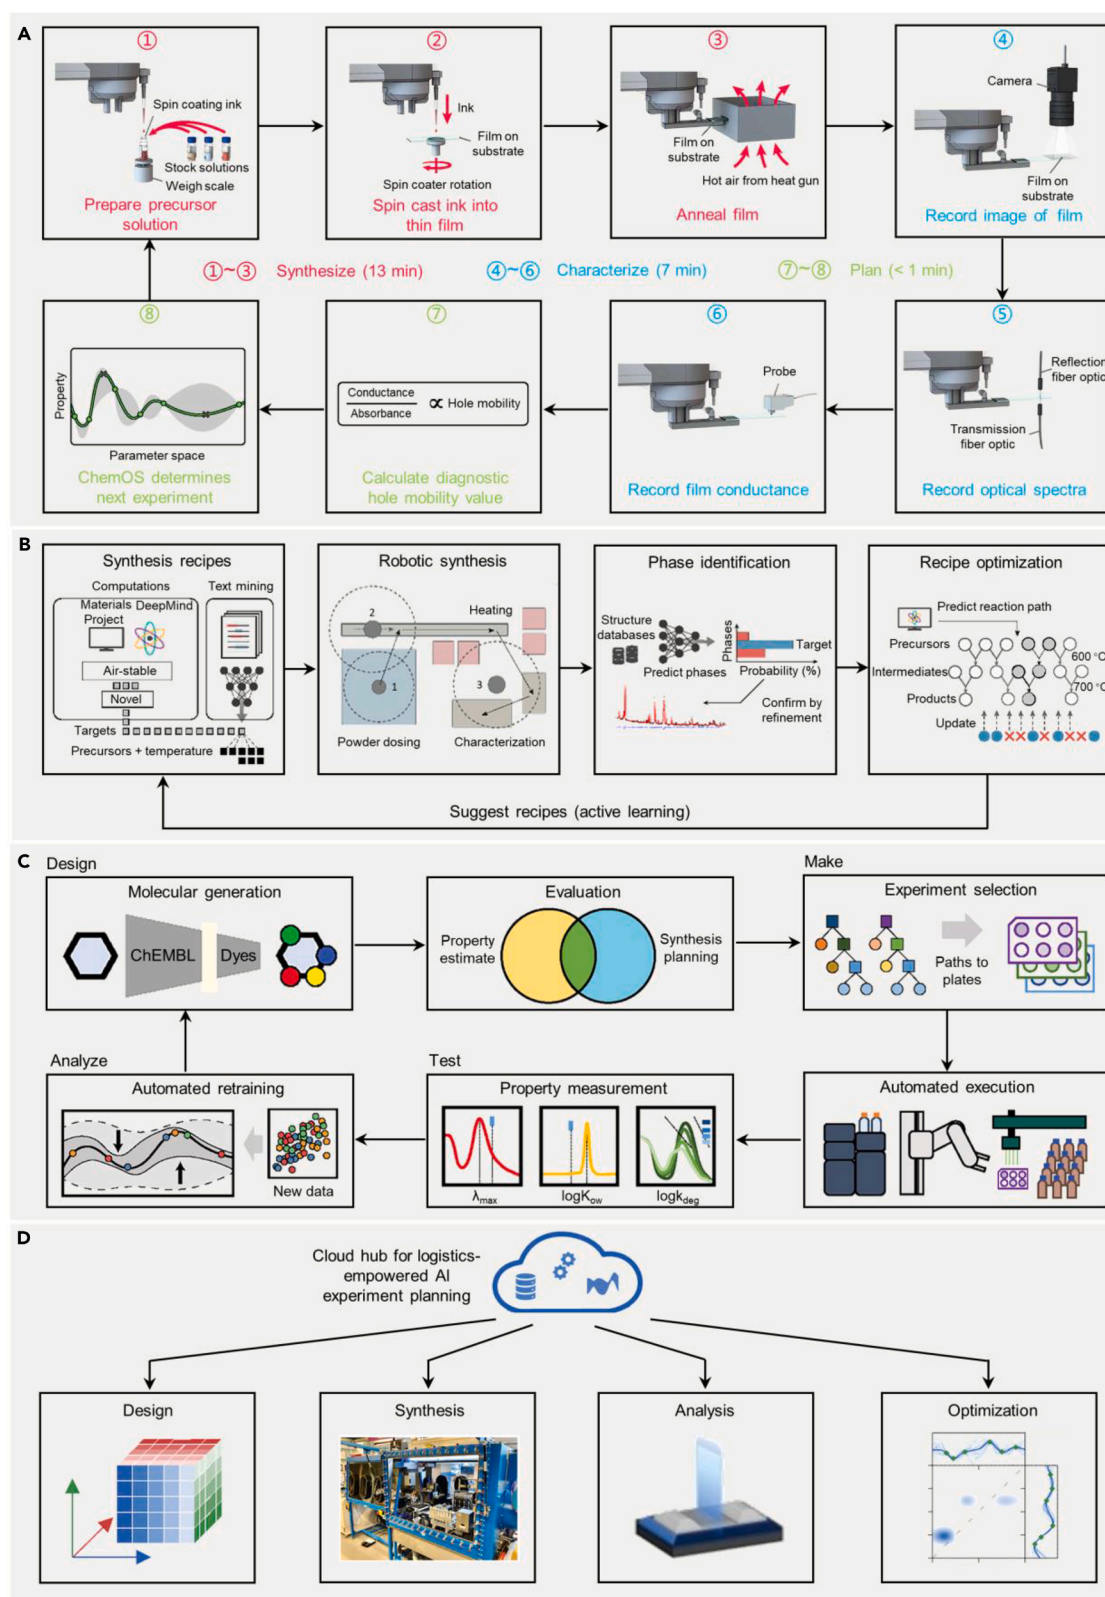 A
①
②
③
④
Spin coating ink
Stock solutions
Weigh scale
Prepare precursor
solution
Ink
Film on
substrate
Spin coater rotation
Spin cast ink into
thin film
Film on
substrate
Hot air from heat gun
Anneal film
Camera
Film on
substrate
Record image of film
①~③ Synthesize (13 min)
④~⑥ Characterize (7 min)
⑦~⑧ Plan (< 1 min)
⑧
⑦
⑥
⑤
Property
Parameter space
ChemOS determines
next experiment
Conductance
Absorbance
∝ Hole mobility
Calculate diagnostic
hole mobility value
Probe
Record film conductance
Reflection
fiber optic
Transmission
fiber optic
Record optical spectra
B
Synthesis recipes
Computations
Text mining
Materials
Project
DeepMind
Air-stable
Novel
Targets
Precursors + temperature
Robotic synthesis
2
Heating
1
3
Powder dosing
Characterization
Phase identification
Structure
databases
Predict phases
Phases
Target
Probability (%)
Confirm by
refinement
Recipe optimization
Predict reaction path
Precursors
600 °C
Intermediates
700 °C
Products
Update
Suggest recipes (active learning)
C
Design
Molecular generation
ChEMBL
Dyes
Evaluation
Property
estimate
Synthesis
planning
Make
Experiment selection
Paths to
plates
Analyze
Automated retraining
New data
Test
Property measurement
λmax
logKow
logkdeg
Automated execution
D
Cloud hub for logistics-
empowered AI
experiment planning
Design
Synthesis
Analysis
Optimization